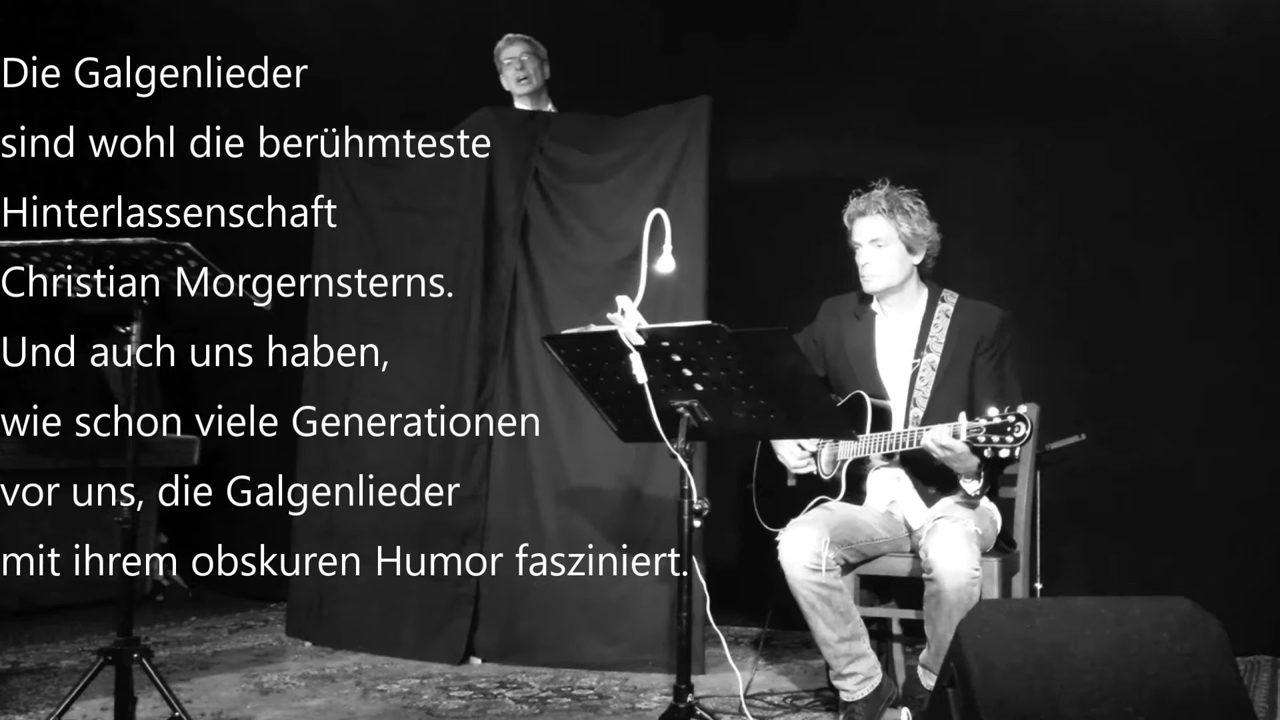 Die Galgenlieder
sind wohl die berühmteste
Hinterlassenschaft
Christian Morgernsterns.
Und auch uns haben,
wie schon viele Generationen
vor uns, die Galgenlieder
mit ihrem obskuren Humor fasziniert.